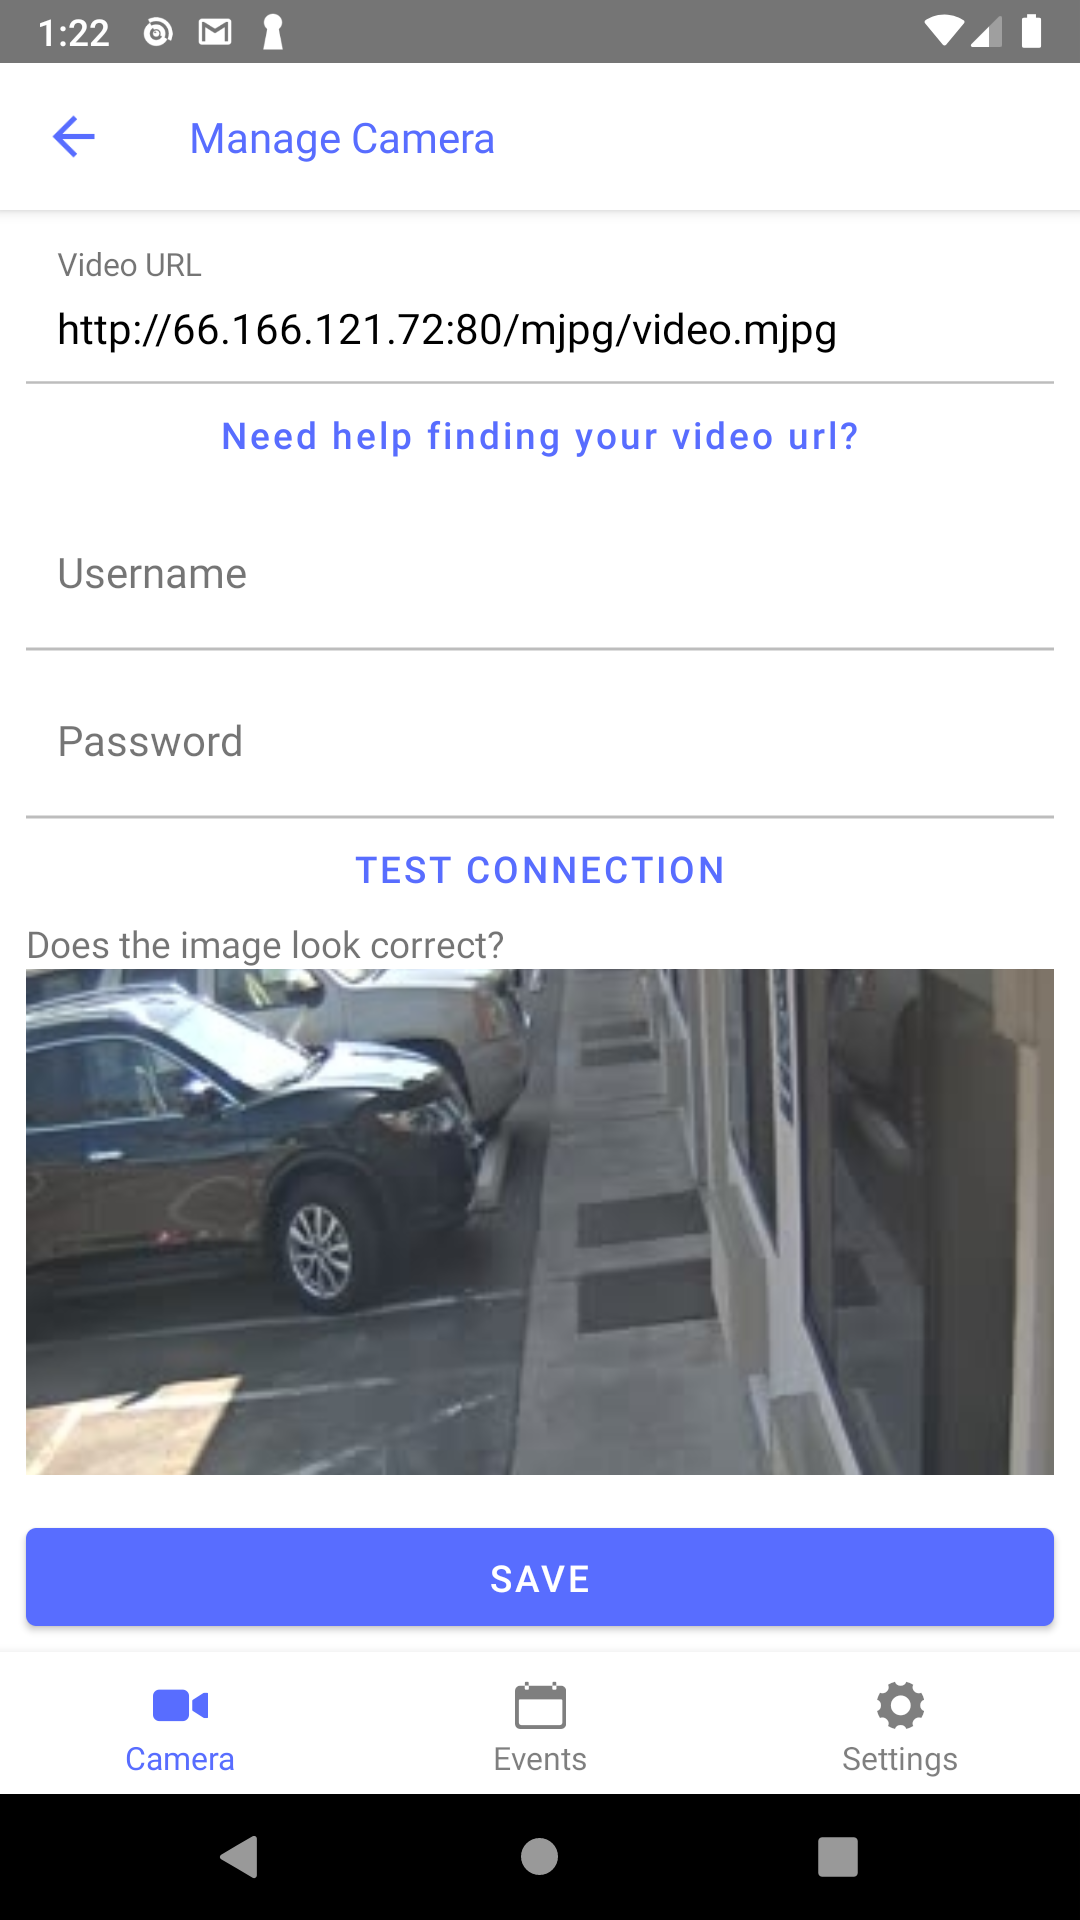 1:22
Manage Camera
Video URL
http://66.166.121.72:80/mjpg/video.mjpg
Need help finding your video url?
Username
Password
TEST CONNECTION
Does the image look correct?
SAVE
Camera
Events
Settings